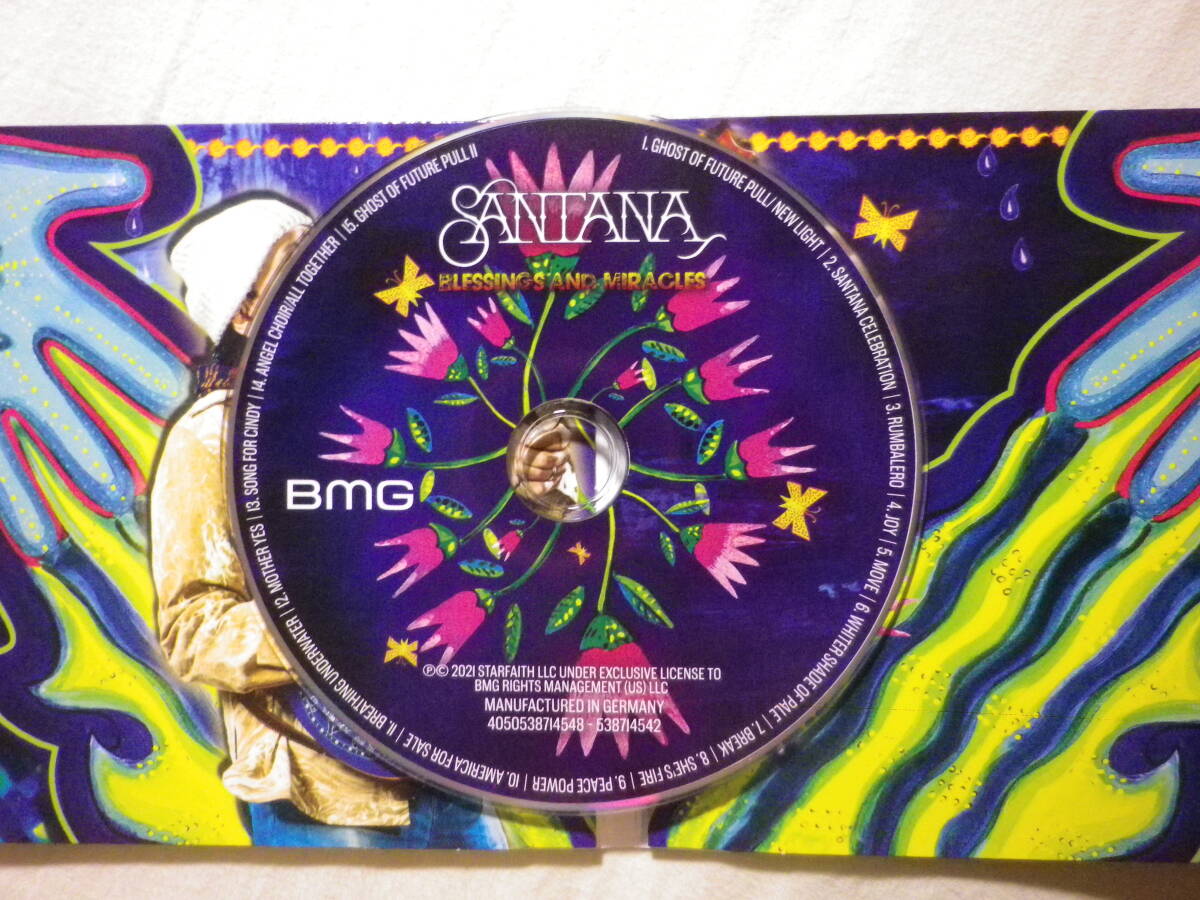 SANTANA
BLESSINGS AND MIRACLES
1. GHOST OF FUTURE PULL/ NEW LIGHT | 2. SANTANA CELEBRATION | 3. RUMBALERO | 4. JOY | 5. MOVE | 6. WHITER SHADE OF PALE | 7. BREAK | 8. SHE'S FIRE | 9. PEACE POWER | 10. AMERICA FOR SALE | 11. BREATHING UNDERWATER | 12. MOTHER YES | 13. SONG FOR CINDY | 14. ANGEL CHOIR/ALL TOGETHER | 15. GHOST OF FUTURE PULL II
BMG
℗© 2021 STARFAITH LLC UNDER EXCLUSIVE LICENSE TO
BMG RIGHTS MANAGEMENT (US) LLC
MANUFACTURED IN GERMANY
4050538714548 - 538714542